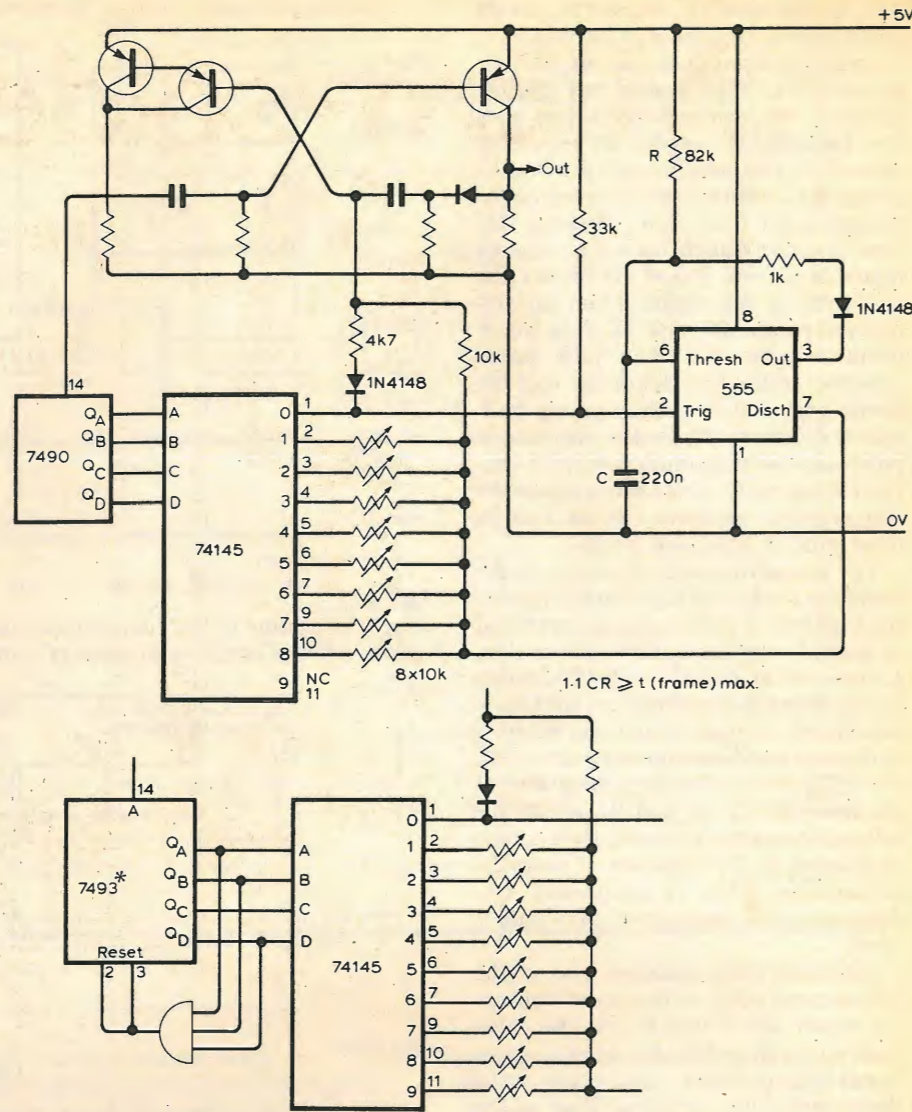 +5V
Out
R 82k
33k
1k
1N4148
4k7
10k
1N4148
8
6 Thresh Out 3
555
2 Trig Disch 7
1
C 220n
0V
14
7490
QA A
QB B
QC C
QD D
74145
0 1
1 2
2 3
3 4
4 5
5 6
6 7
7 9
8 10
9 NC
11
8x10k
1·1 CR ⩾ t (frame) max.
14
A
7493*
QA A
QB B
QC C
QD D
Reset
2 3
74145
0 1
1 2
2 3
3 4
4 5
5 6
6 7
7 9
8 10
9 11